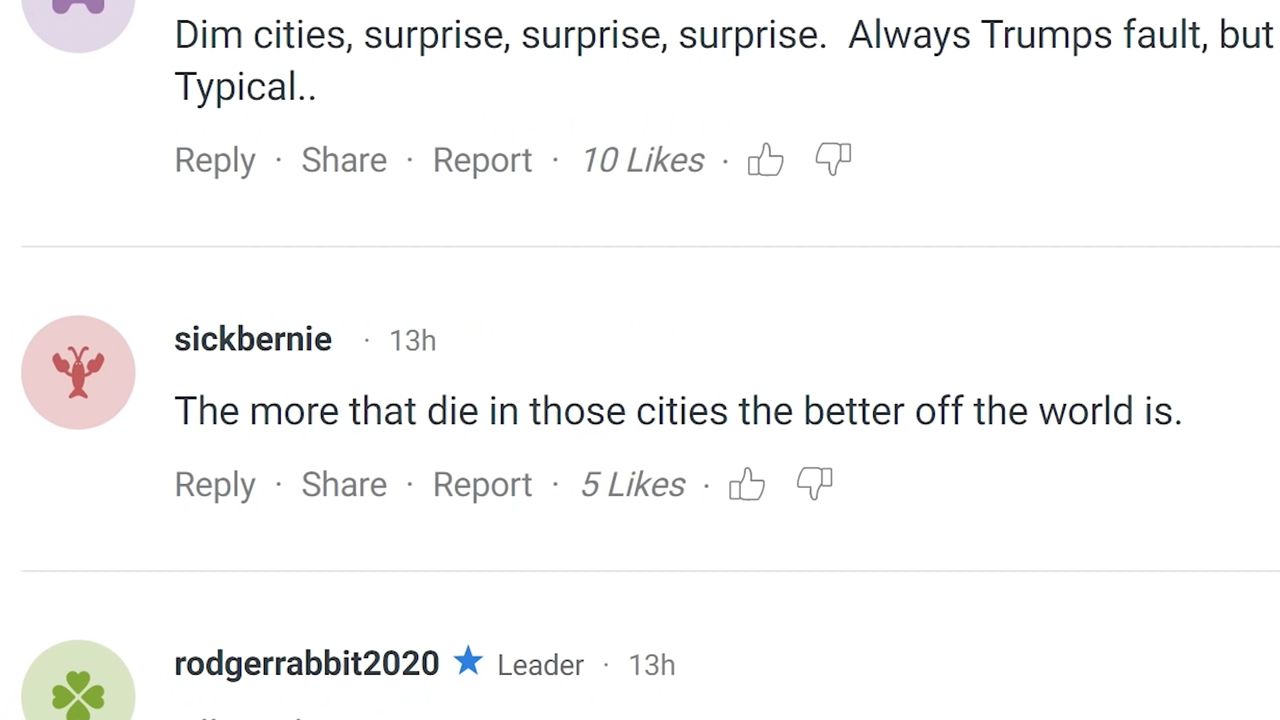 Dim cities, surprise, surprise, surprise.  Always Trumps fault, but
Typical..
Reply · Share · Report · 10 Likes ·
sickbernie · 13h
The more that die in those cities the better off the world is.
Reply · Share · Report · 5 Likes ·
rodgerrabbit2020 Leader · 13h